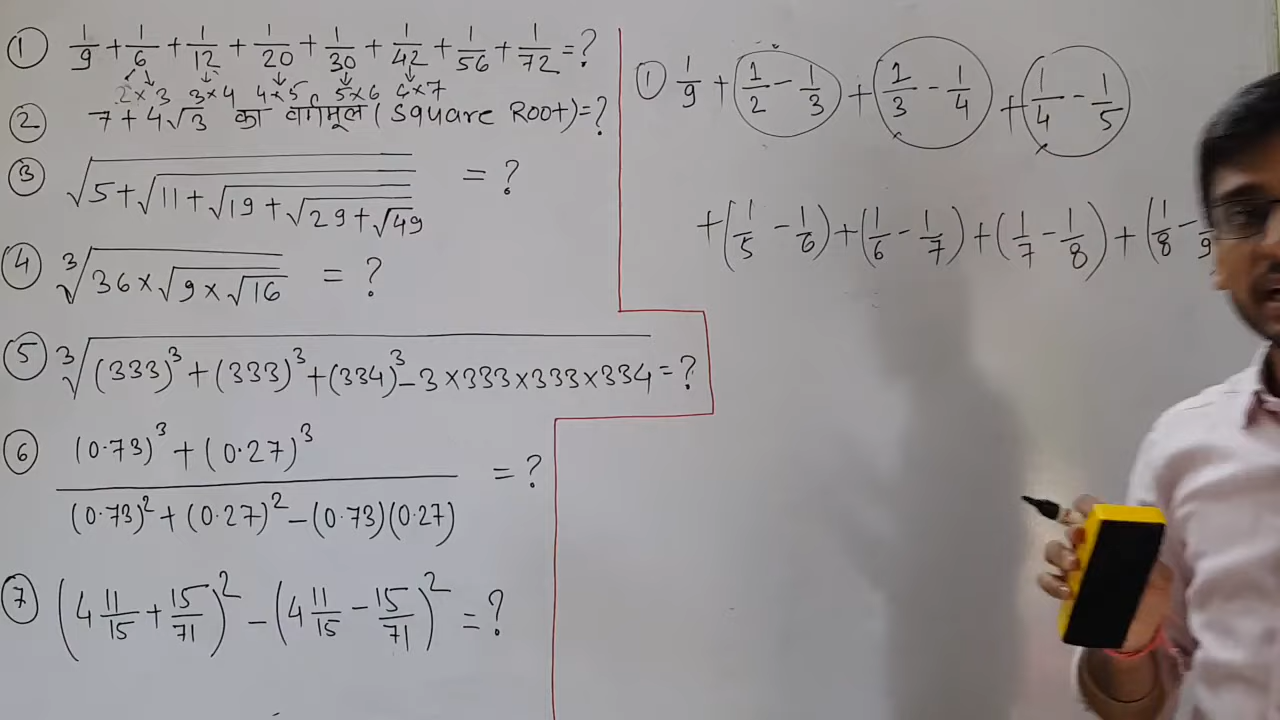 ① 1/9 + 1/6 + 1/12 + 1/20 + 1/30 + 1/42 + 1/56 + 1/72 = ?
2×3 3×4 4×5 5×6 6×7
② 7 + 4√3 का वर्गमूल (Square Root) = ?
③ √(5+√(11+√(19+√(29+√49)))) = ?
④ ∛(36×√(9×√16)) = ?
⑤ ∛((333)³+(333)³+(334)³-3×333×333×334) = ?
⑥ ((0.73)³+(0.27)³)/((0.73)²+(0.27)²-(0.73)(0.27)) = ?
⑦ (4 11/15 + 15/71)² - (4 11/15 - 15/71)² = ?
① 1/9 + (1/2 - 1/3) + (1/3 - 1/4) + (1/4 - 1/5)
+ (1/5 - 1/6) + (1/6 - 1/7) + (1/7 - 1/8) + (1/8 - 1/9